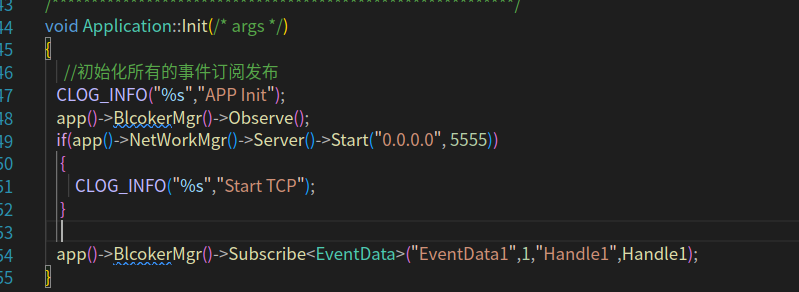 43 /************************************************************/
44 void Application::Init(/* args */)
45 {
46 //初始化所有的事件订阅发布
47 CLOG_INFO("%s","APP Init");
48 app()->BlcokerMgr()->Observe();
49 if(app()->NetWorkMgr()->Server()->Start("0.0.0.0", 5555))
50 {
51 CLOG_INFO("%s","Start TCP");
52 }
53
54 app()->BlcokerMgr()->Subscribe<EventData>("EventData1",1,"Handle1",Handle1);
55 }